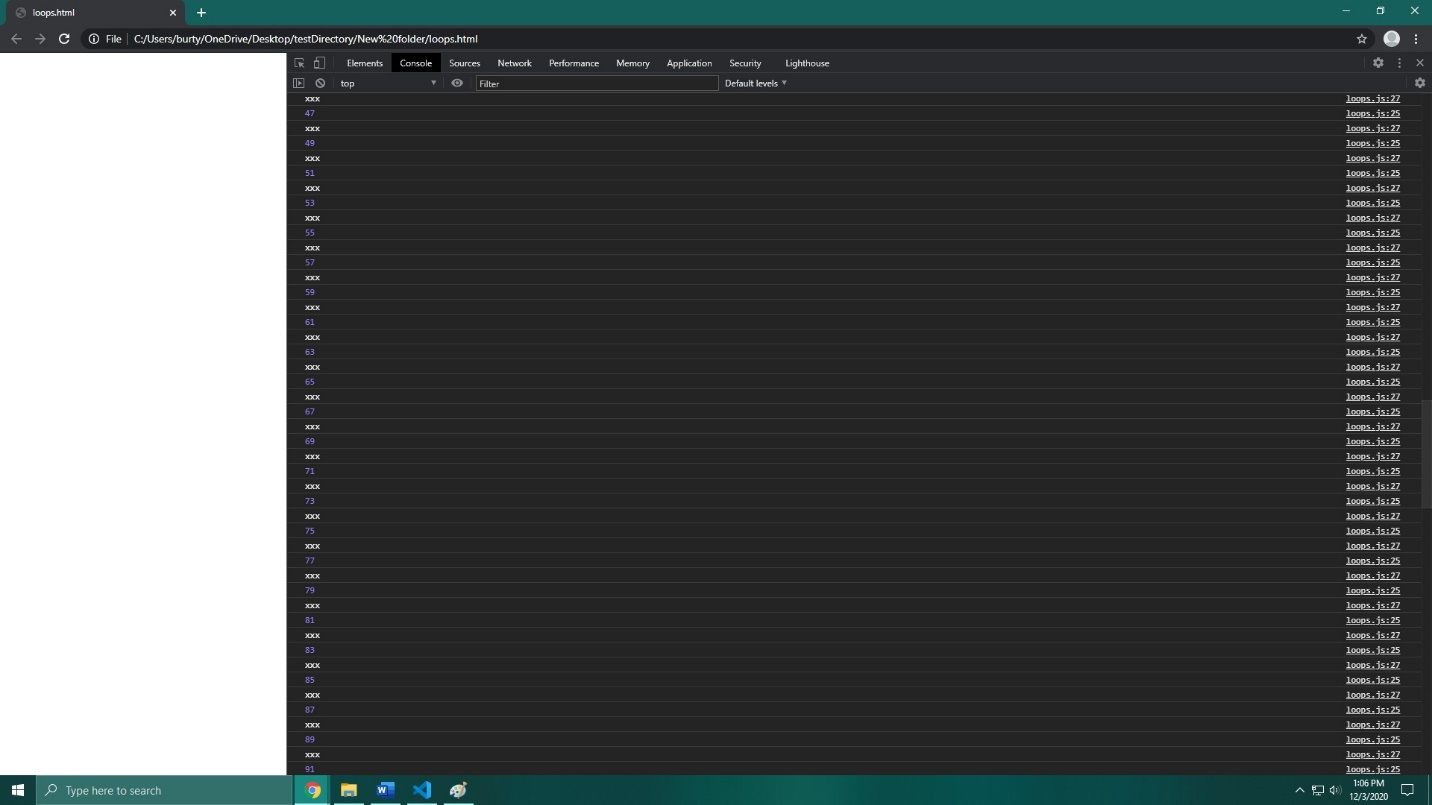 loops.html
File C:/Users/burty/OneDrive/Desktop/testDirectory/New%20folder/loops.html
Elements Console Sources Network Performance Memory Application Security Lighthouse
top Filter Default levels
xxx loops.js:27
47 loops.js:25
xxx loops.js:27
49 loops.js:25
xxx loops.js:27
51 loops.js:25
xxx loops.js:27
53 loops.js:25
xxx loops.js:27
55 loops.js:25
xxx loops.js:27
57 loops.js:25
xxx loops.js:27
59 loops.js:25
xxx loops.js:27
61 loops.js:25
xxx loops.js:27
63 loops.js:25
xxx loops.js:27
65 loops.js:25
xxx loops.js:27
67 loops.js:25
xxx loops.js:27
69 loops.js:25
xxx loops.js:27
71 loops.js:25
xxx loops.js:27
73 loops.js:25
xxx loops.js:27
75 loops.js:25
xxx loops.js:27
77 loops.js:25
xxx loops.js:27
79 loops.js:25
xxx loops.js:27
81 loops.js:25
xxx loops.js:27
83 loops.js:25
xxx loops.js:27
85 loops.js:25
xxx loops.js:27
87 loops.js:25
xxx loops.js:27
89 loops.js:25
xxx loops.js:27
91 loops.js:25
Type here to search
1:06 PM
12/3/2020